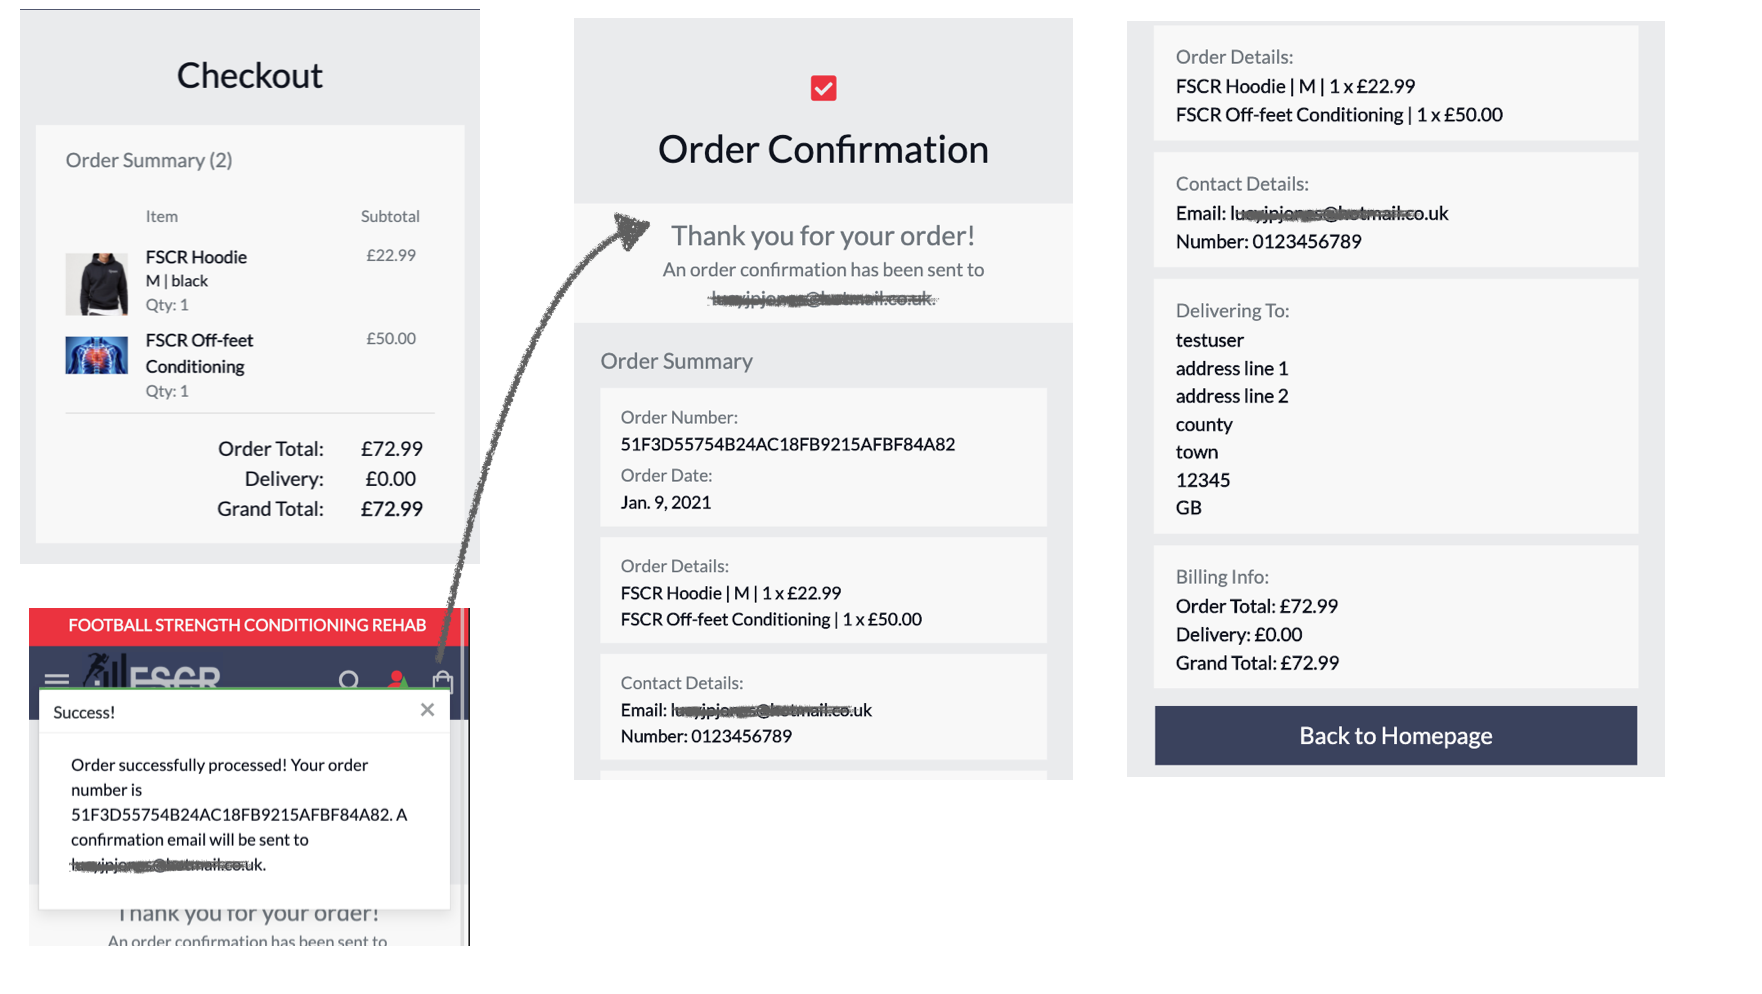 Checkout
Order Summary (2)
Item Subtotal
FSCR Hoodie £22.99
M | black
Qty: 1
FSCR Off-feet £50.00
Conditioning
Qty: 1
Order Total: £72.99
Delivery: £0.00
Grand Total: £72.99
FOOTBALL STRENGTH CONDITIONING REHAB
FSCR
Success! ×
Order successfully processed! Your order
number is
51F3D55754B24AC18FB9215AFBF84A82. A
confirmation email will be sent to
Thank you for your order!
An order confirmation has been sent to
Order Confirmation
Thank you for your order!
An order confirmation has been sent to
Order Summary
Order Number:
51F3D55754B24AC18FB9215AFBF84A82
Order Date:
Jan. 9, 2021
Order Details:
FSCR Hoodie | M | 1 x £22.99
FSCR Off-feet Conditioning | 1 x £50.00
Contact Details:
Email:
Number: 0123456789
Order Details:
FSCR Hoodie | M | 1 x £22.99
FSCR Off-feet Conditioning | 1 x £50.00
Contact Details:
Email:
Number: 0123456789
Delivering To:
testuser
address line 1
address line 2
county
town
12345
GB
Billing Info:
Order Total: £72.99
Delivery: £0.00
Grand Total: £72.99
Back to Homepage